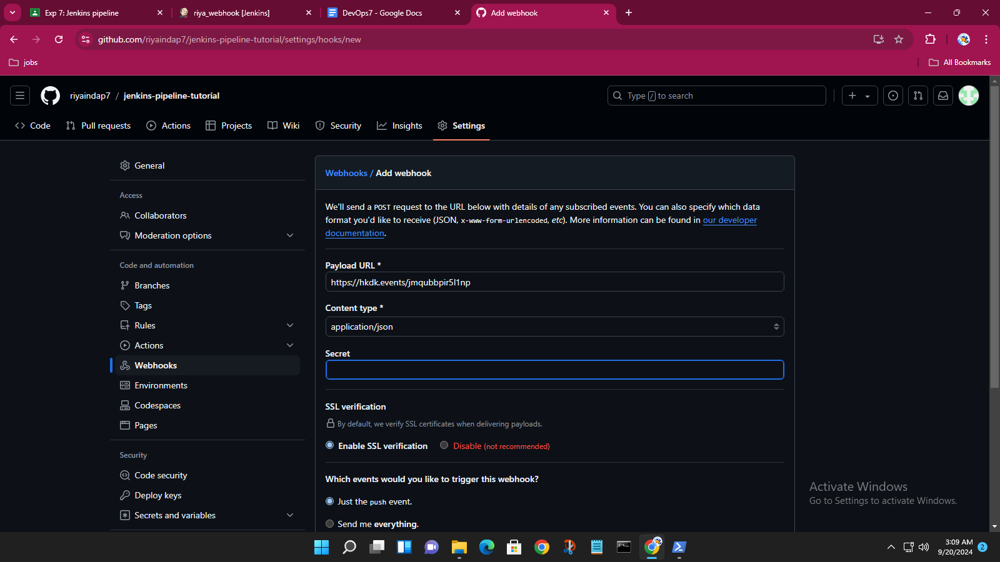 Exp 7: Jenkins pipeline
riya_webhook [Jenkins]
DevOps7 - Google Docs
Add webhook
github.com/riyaindap7/jenkins-pipeline-tutorial/settings/hooks/new
jobs
All Bookmarks
riyaindap7 / jenkins-pipeline-tutorial
Type / to search
Code
Pull requests
Actions
Projects
Wiki
Security
Insights
Settings
General
Access
Collaborators
Moderation options
Code and automation
Branches
Tags
Rules
Actions
Webhooks
Environments
Codespaces
Pages
Security
Code security
Deploy keys
Secrets and variables
Webhooks / Add webhook
We'll send a POST request to the URL below with details of any subscribed events. You can also specify which data
format you'd like to receive (JSON, x-www-form-urlencoded, etc). More information can be found in our developer
documentation.
Payload URL *
https://hkdk.events/jmqubbpir5l1np
Content type *
application/json
Secret
SSL verification
By default, we verify SSL certificates when delivering payloads.
Enable SSL verification
Disable (not recommended)
Which events would you like to trigger this webhook?
Just the push event.
Send me everything.
Activate Windows
Go to Settings to activate Windows.
3:09 AM
9/20/2024
2